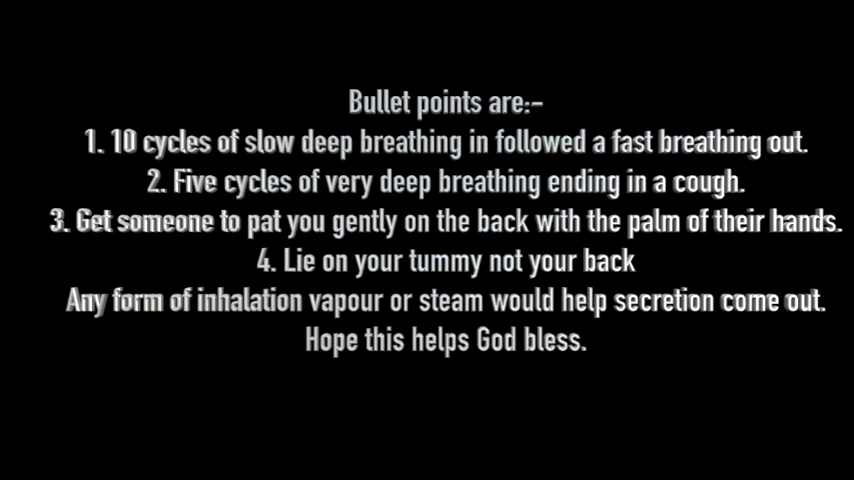 Bullet points are:-
1. 10 cycles of slow deep breathing in followed a fast breathing out.
2. Five cycles of very deep breathing ending in a cough.
3. Get someone to pat you gently on the back with the palm of their hands.
4. Lie on your tummy not your back
Any form of inhalation vapour or steam would help secretion come out.
Hope this helps God bless.